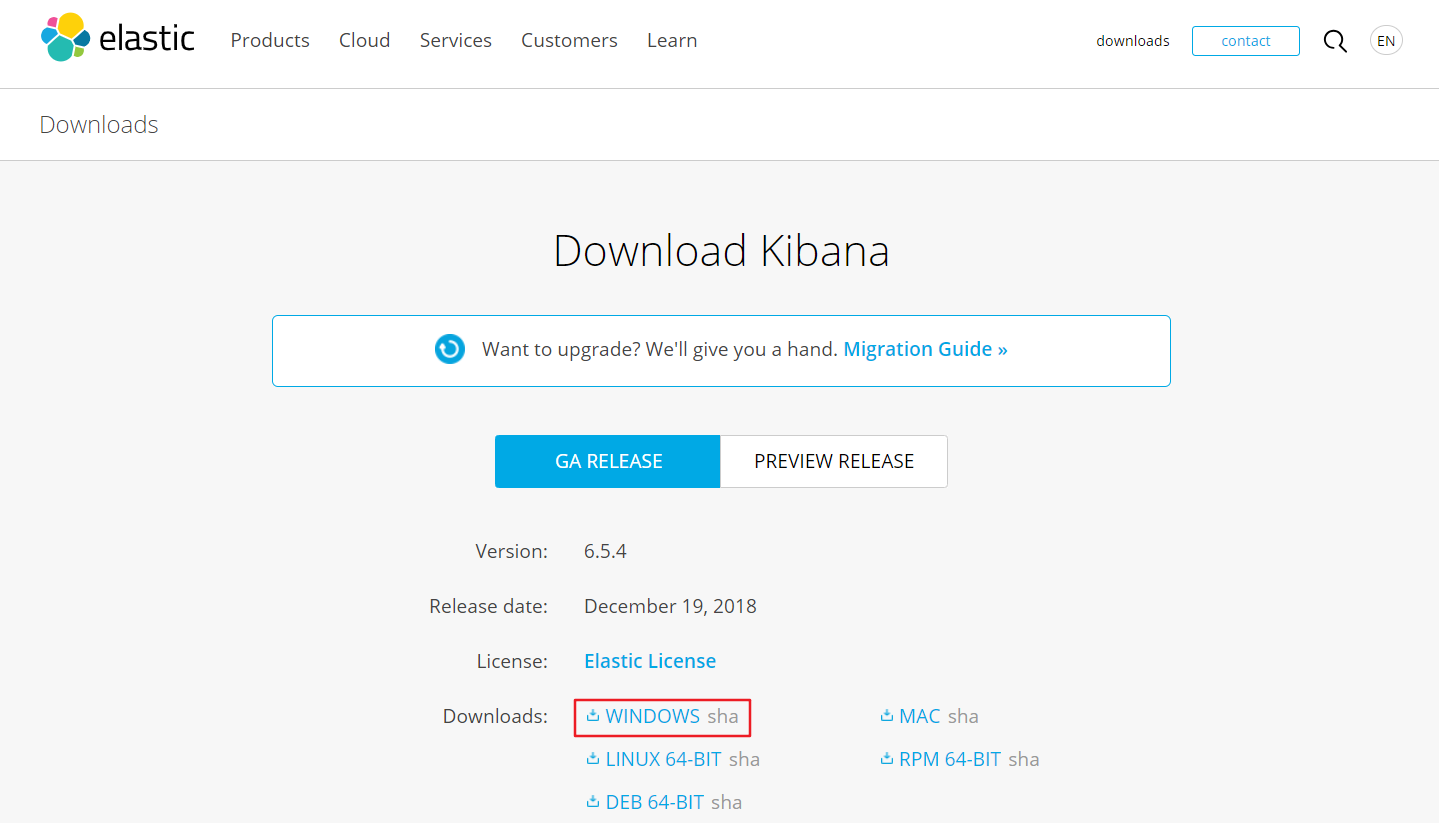 elastic Products Cloud Services Customers Learn downloads contact EN
Downloads
Download Kibana
Want to upgrade? We'll give you a hand. Migration Guide »
GA RELEASE PREVIEW RELEASE
Version: 6.5.4
Release date: December 19, 2018
License: Elastic License
Downloads: WINDOWS sha MAC sha
LINUX 64-BIT sha RPM 64-BIT sha
DEB 64-BIT sha